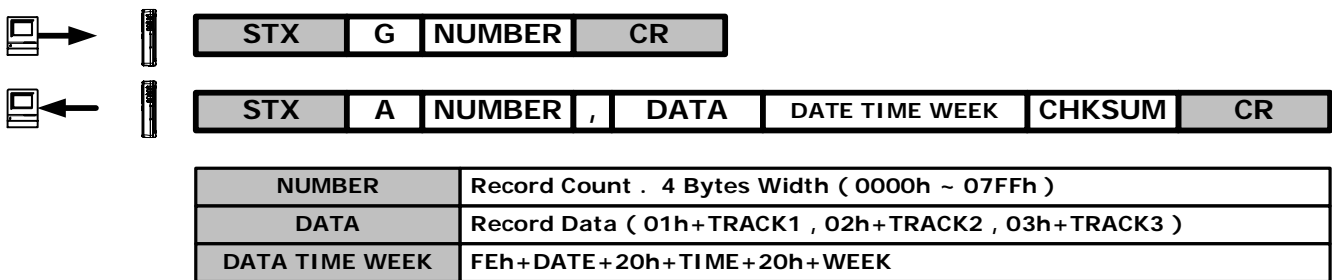 STX G NUMBER CR
STX A NUMBER , DATA DATE TIME WEEK CHKSUM CR
NUMBER Record Count . 4 Bytes Width ( 0000h ~ 07FFh )
DATA Record Data ( 01h+TRACK1 , 02h+TRACK2 , 03h+TRACK3 )
DATA TIME WEEK FEh+DATE+20h+TIME+20h+WEEK